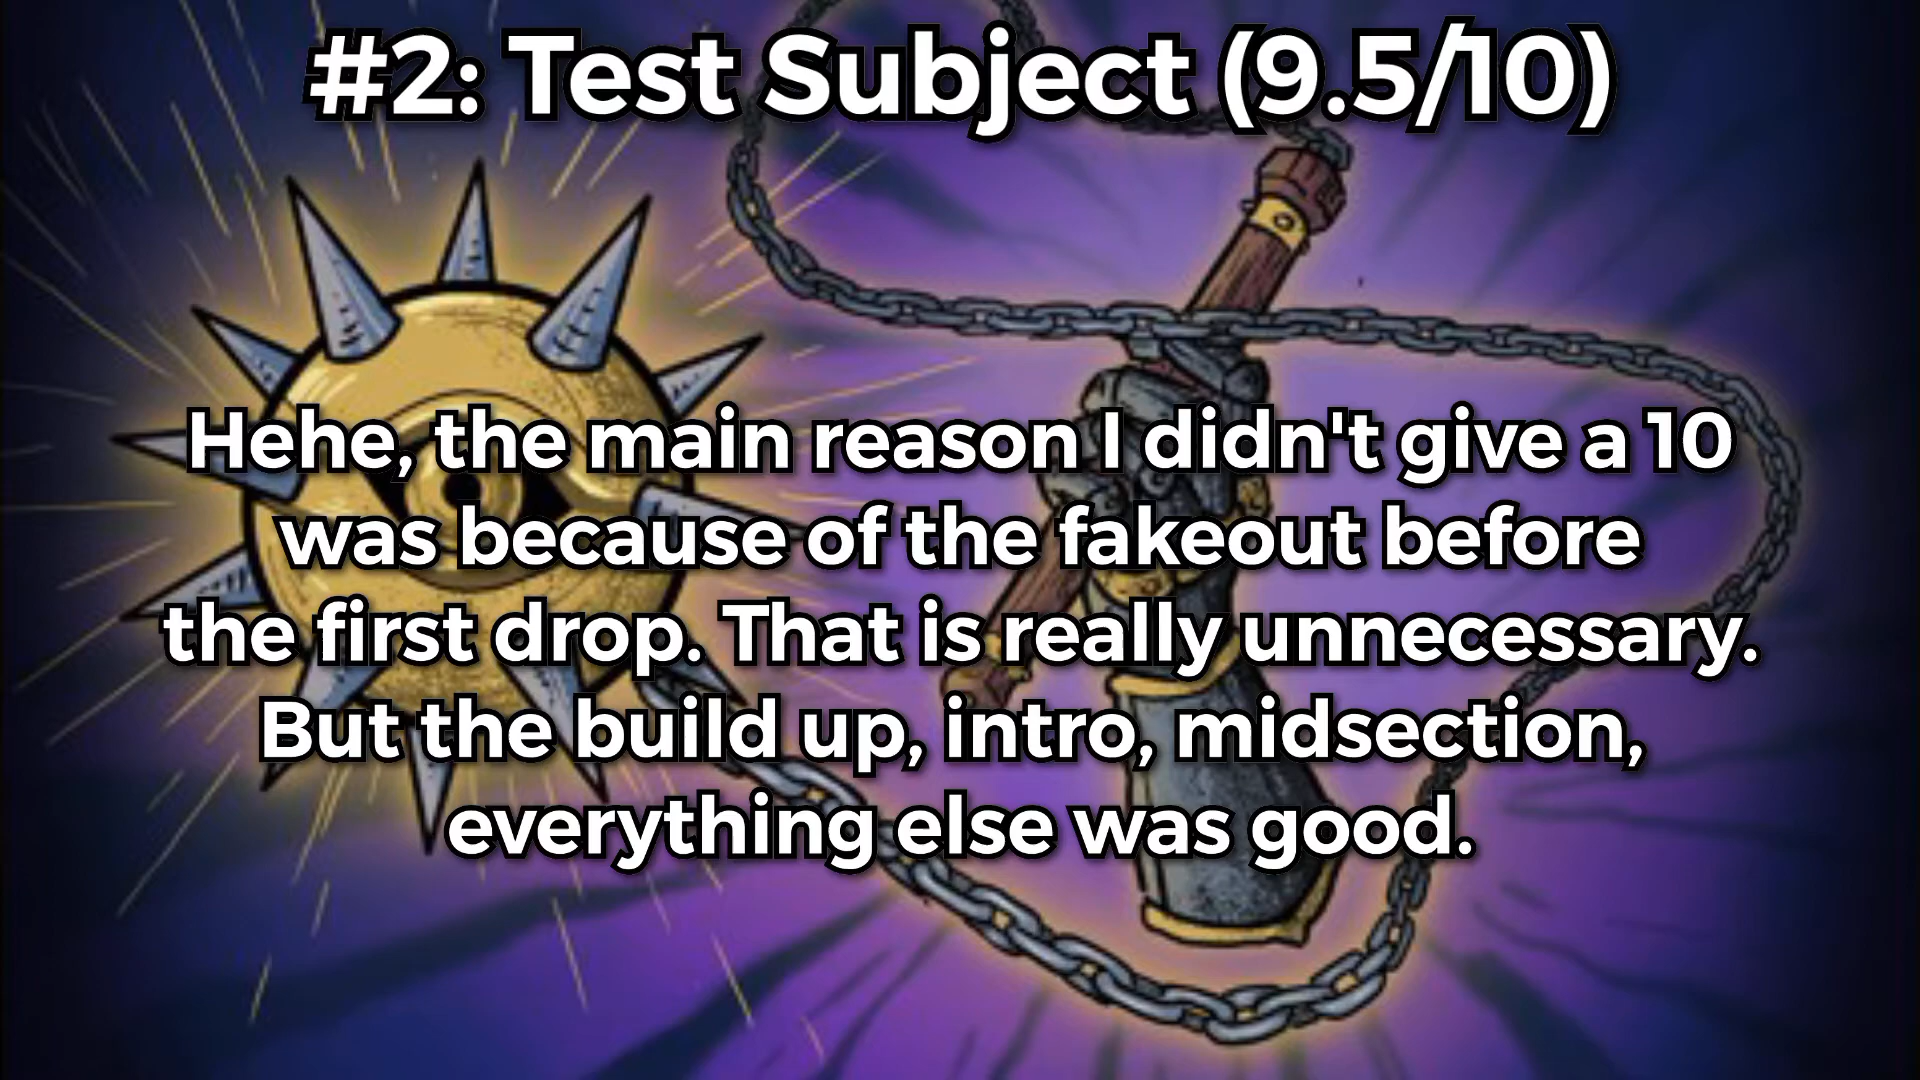 #2: Test Subject (9.5/10)
Hehe, the main reason I didn't give a 10
was because of the fakeout before
the first drop. That is really unnecessary.
But the build up, intro, midsection,
everything else was good.